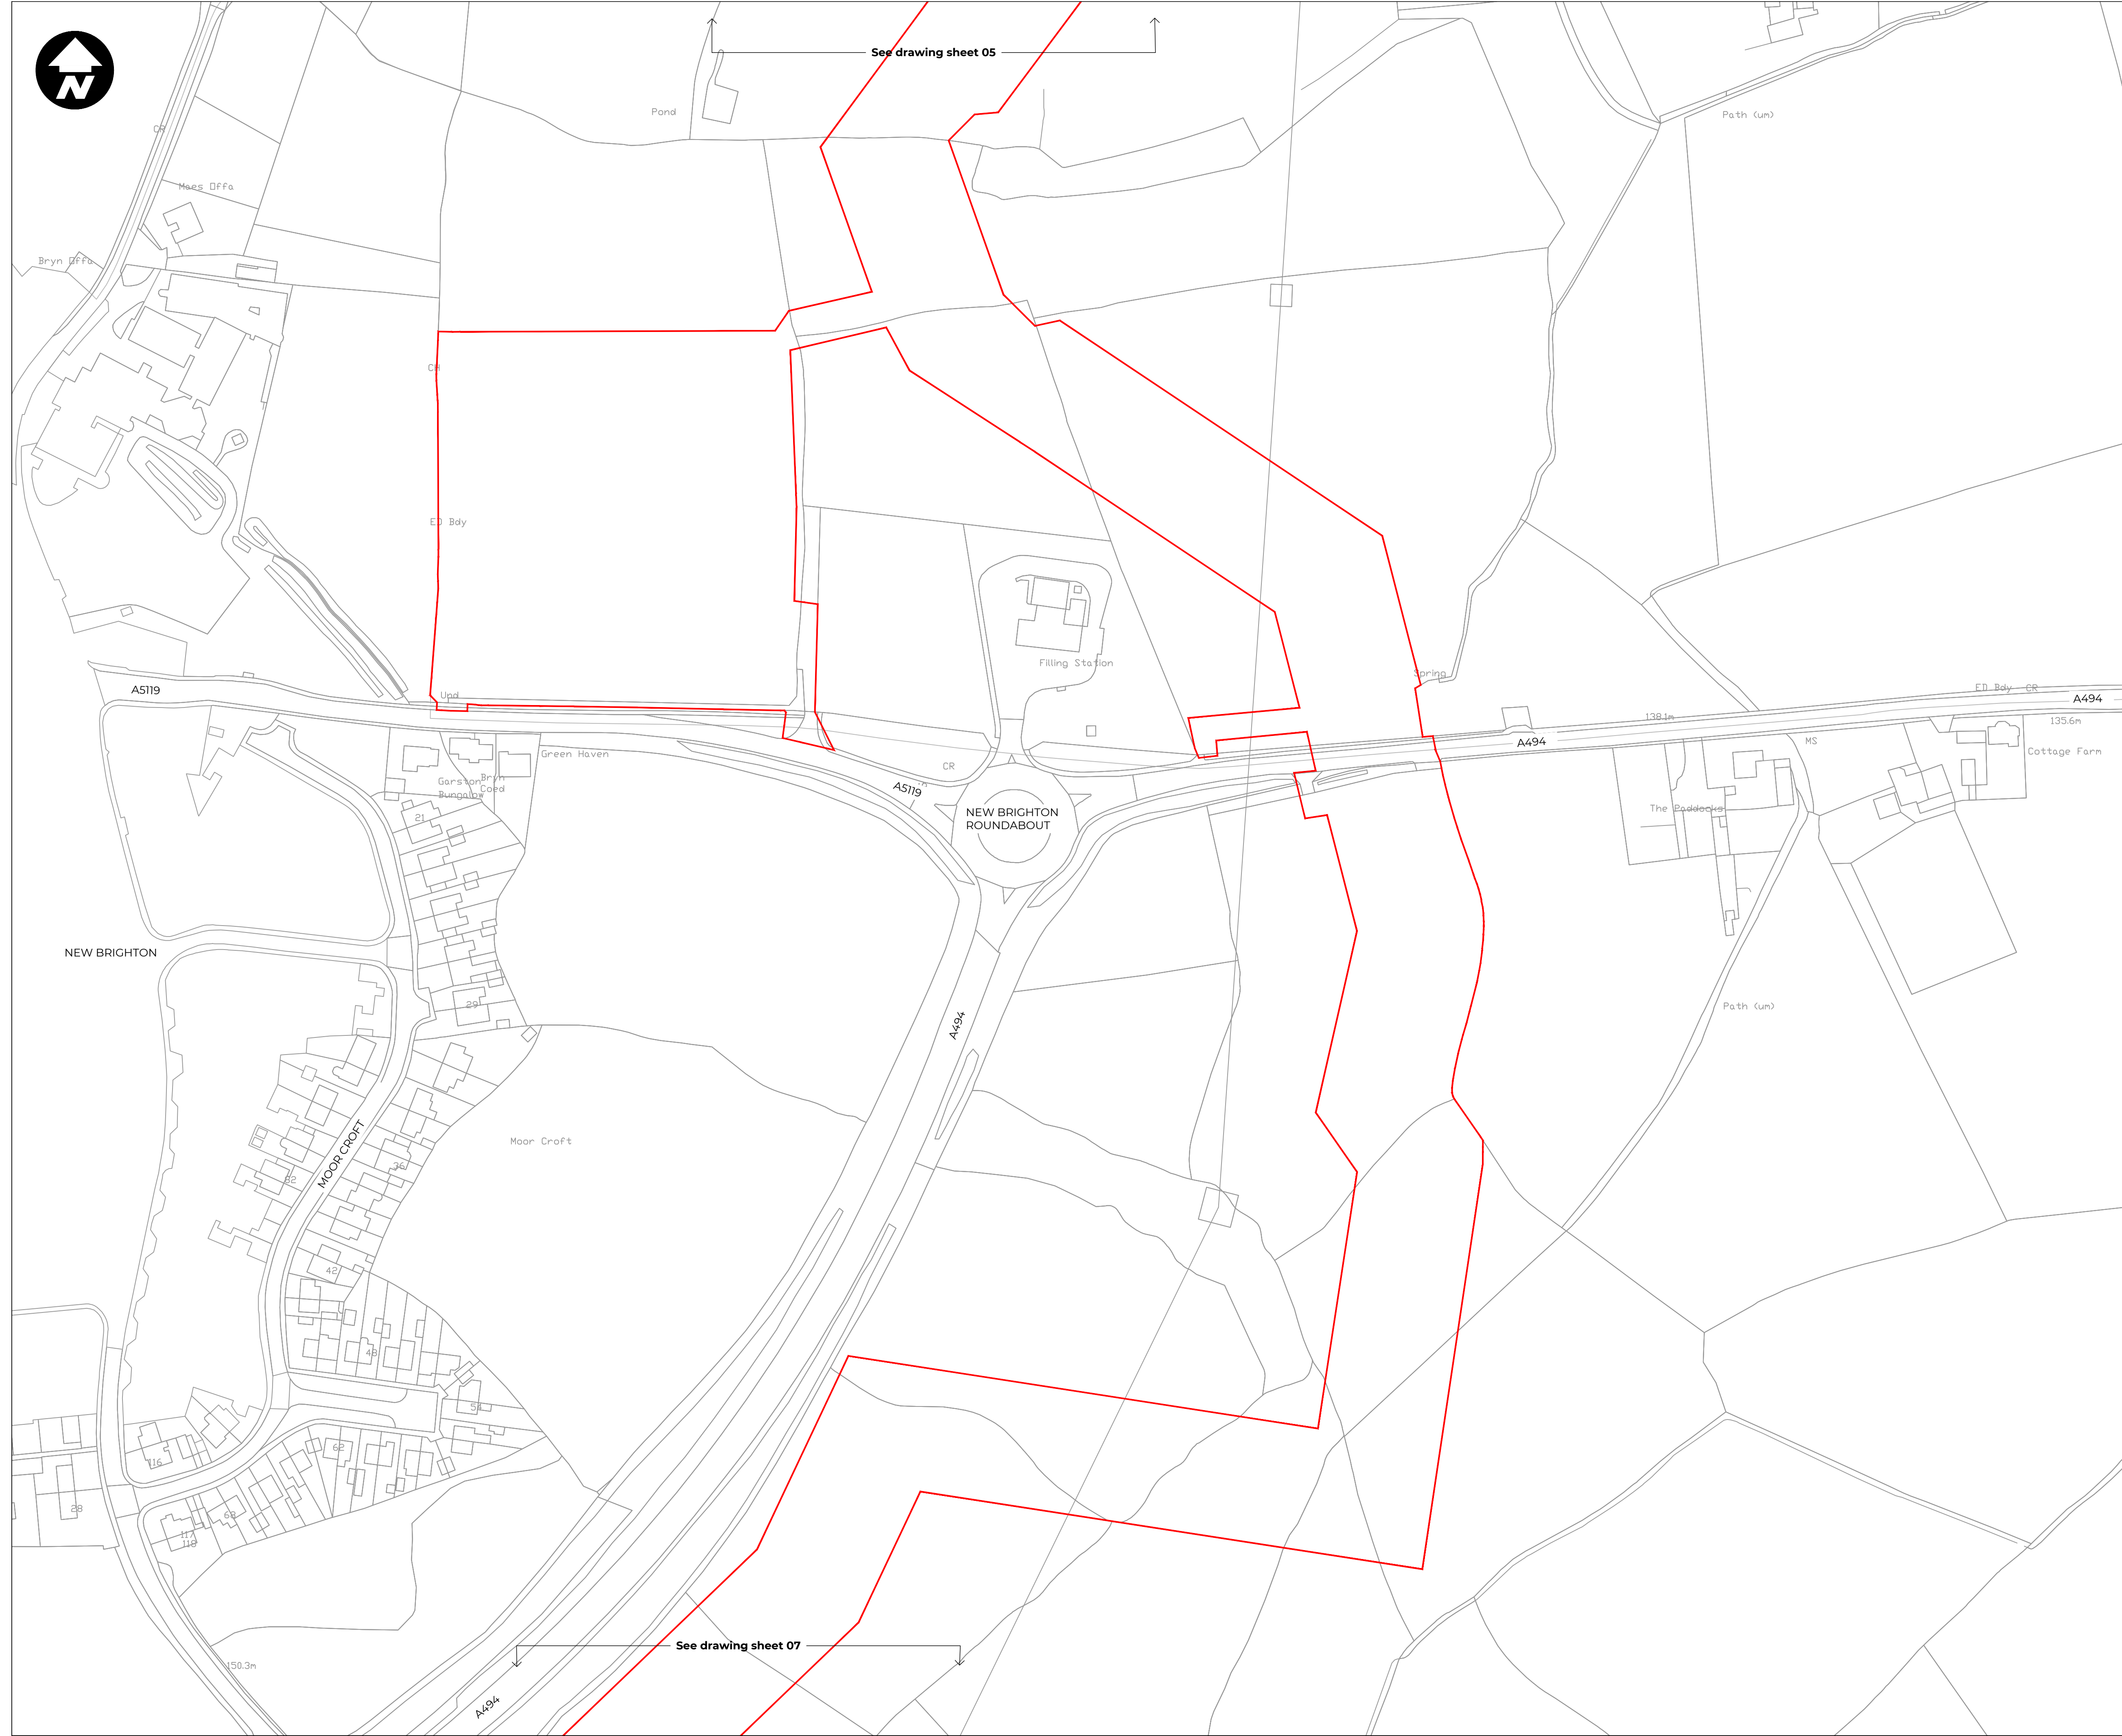 See drawing sheet 05
N
Pond
Path (um)
CR
Maes Offa
Bryn Offa
CH
ED Bdy
Filling Station
Spring
A5119
Und
ED Bdy
CR
A494
138.1m
135.6m
A494
MS
Green Haven
Cottage Farm
CR
Garston
Bungalow
Bryn
Coed
A5119
The Paddocks
NEW BRIGHTON
ROUNDABOUT
21
NEW BRIGHTON
29
Path (um)
A494
Moor Croft
MOOR CROFT
36
32
42
48
54
62
116
28
68
117
119
See drawing sheet 07
150.3m
A494